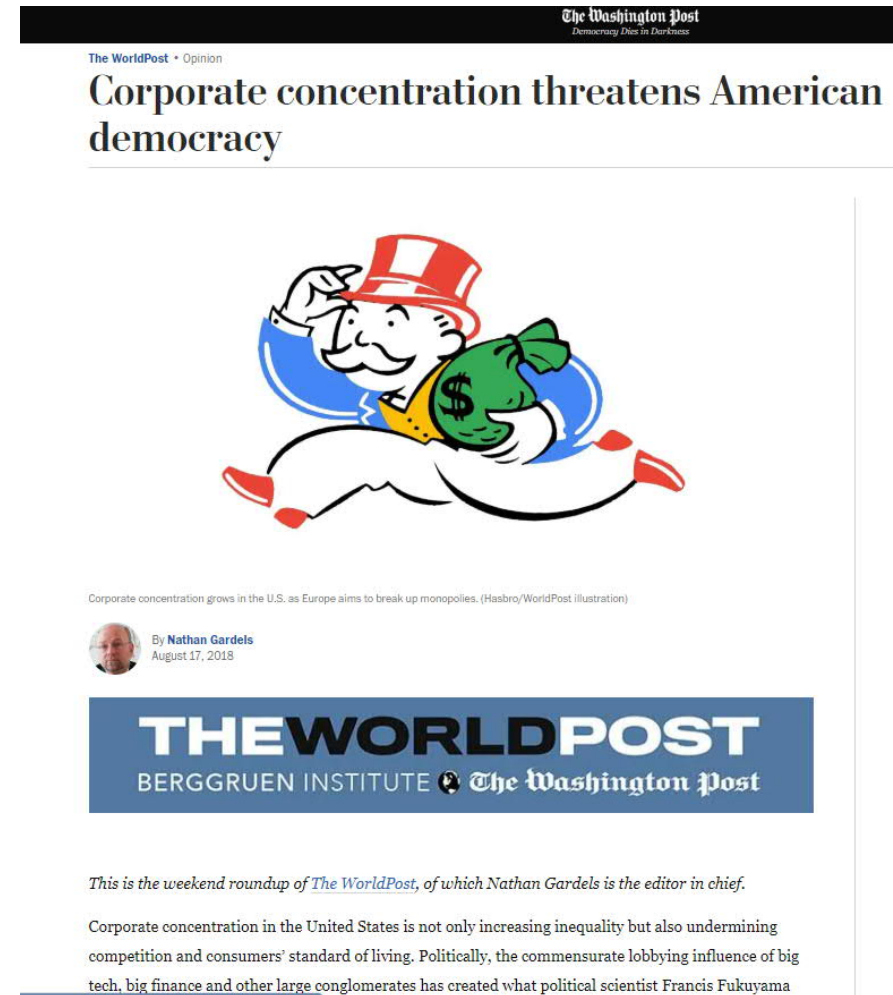 The Washington Post
Democracy Dies in Darkness
The WorldPost • Opinion
Corporate concentration threatens American
democracy
$
Corporate concentration grows in the U.S. as Europe aims to break up monopolies. (Hasbro/WorldPost illustration)
By Nathan Gardels
August 17, 2018
THEWORLDPOST
BERGGRUEN INSTITUTE The Washington Post
This is the weekend roundup of The WorldPost, of which Nathan Gardels is the editor in chief.
Corporate concentration in the United States is not only increasing inequality but also undermining
competition and consumers’ standard of living. Politically, the commensurate lobbying influence of big
tech, big finance and other large conglomerates has created what political scientist Francis Fukuyama